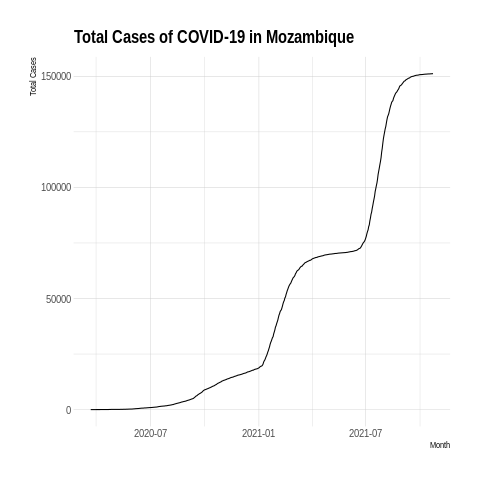 Total Cases of COVID-19 in Mozambique
Total Cases
150000
100000
50000
0
2020-07 2021-01 2021-07
Month